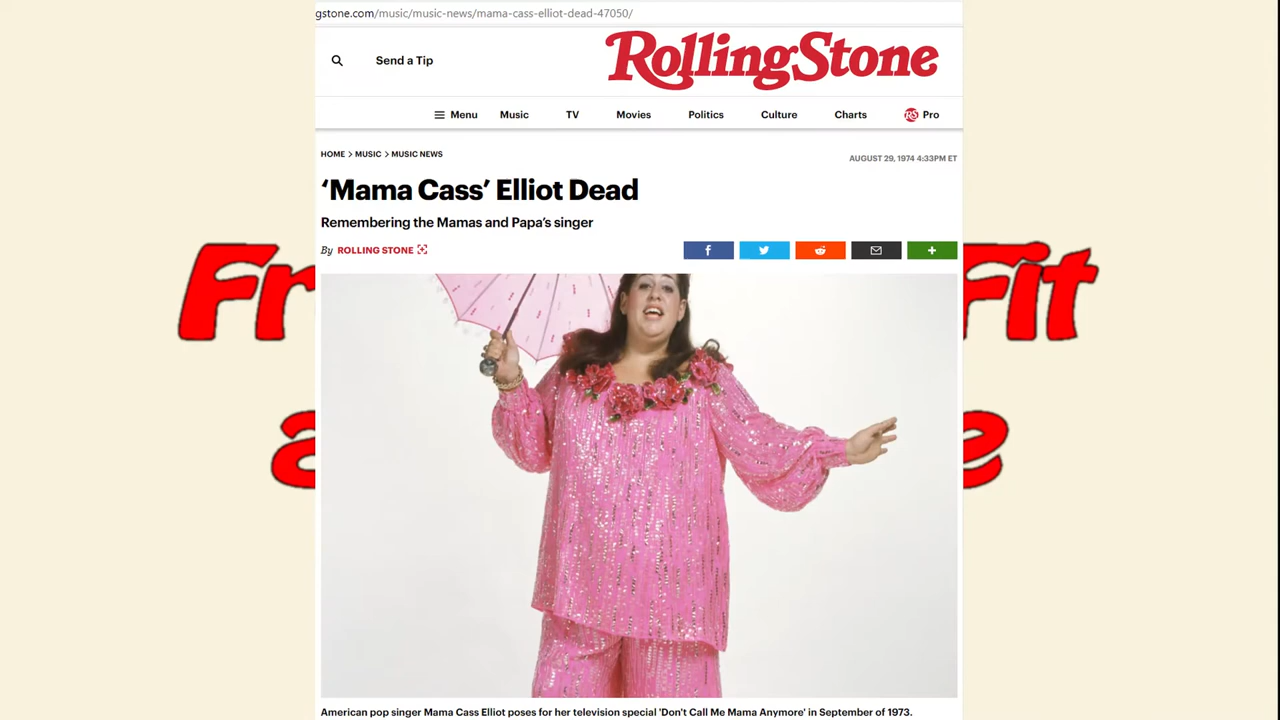 gstone.com/music/music-news/mama-cass-elliot-dead-47050/
Send a Tip
RollingStone
Menu Music TV Movies Politics Culture Charts RS Pro
HOME > MUSIC > MUSIC NEWS
AUGUST 29, 1974 4:33PM ET
‘Mama Cass’ Elliot Dead
Remembering the Mamas and Papa’s singer
By ROLLING STONE
Fr
Fit
a
e
American pop singer Mama Cass Elliot poses for her television special 'Don't Call Me Mama Anymore' in September of 1973.